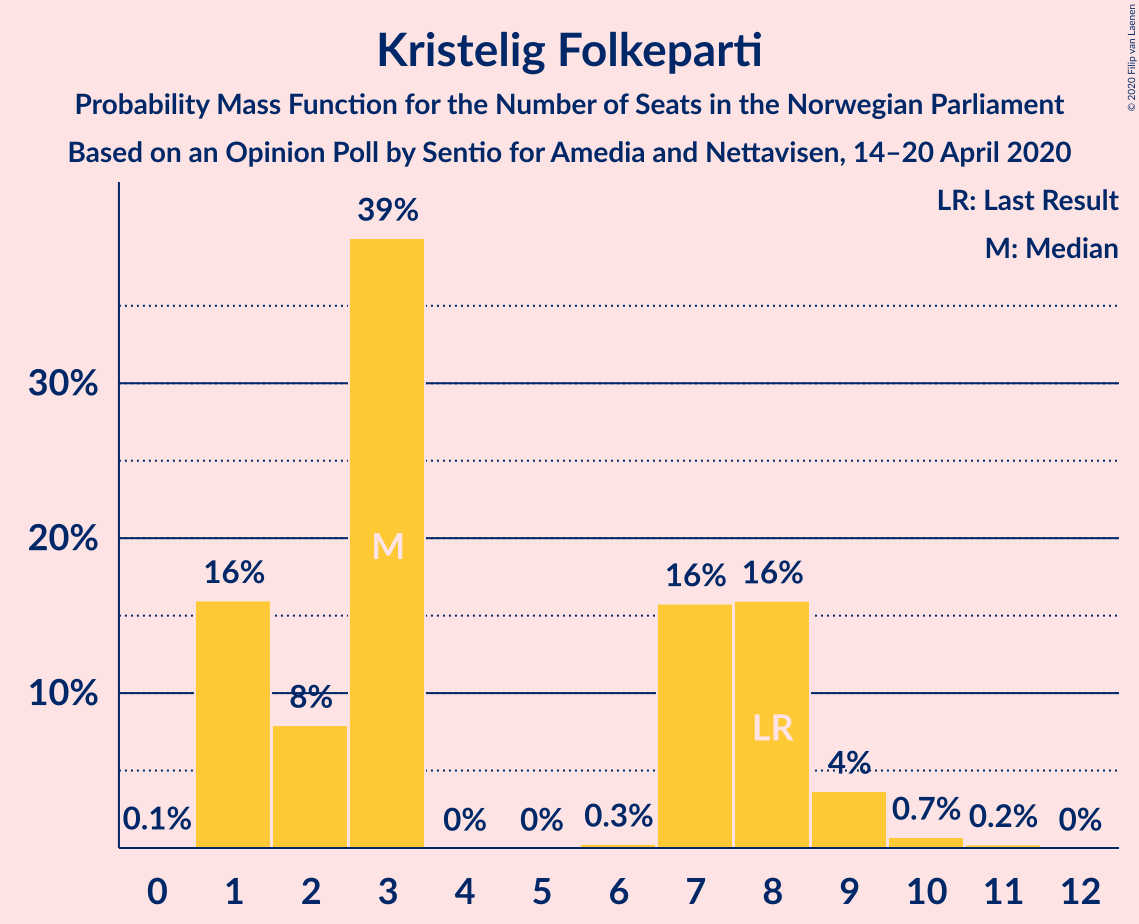 Kristelig Folkeparti
Probability Mass Function for the Number of Seats in the Norwegian Parliament
Based on an Opinion Poll by Sentio for Amedia and Nettavisen, 14–20 April 2020
© 2020 Filip van Laenen
LR: Last Result
M: Median
39%
30%
20%
10%
M
16%
8%
16%
16%
LR
4%
0.1%
0%
0%
0.3%
0.7%
0.2%
0%
0 1 2 3 4 5 6 7 8 9 10 11 12